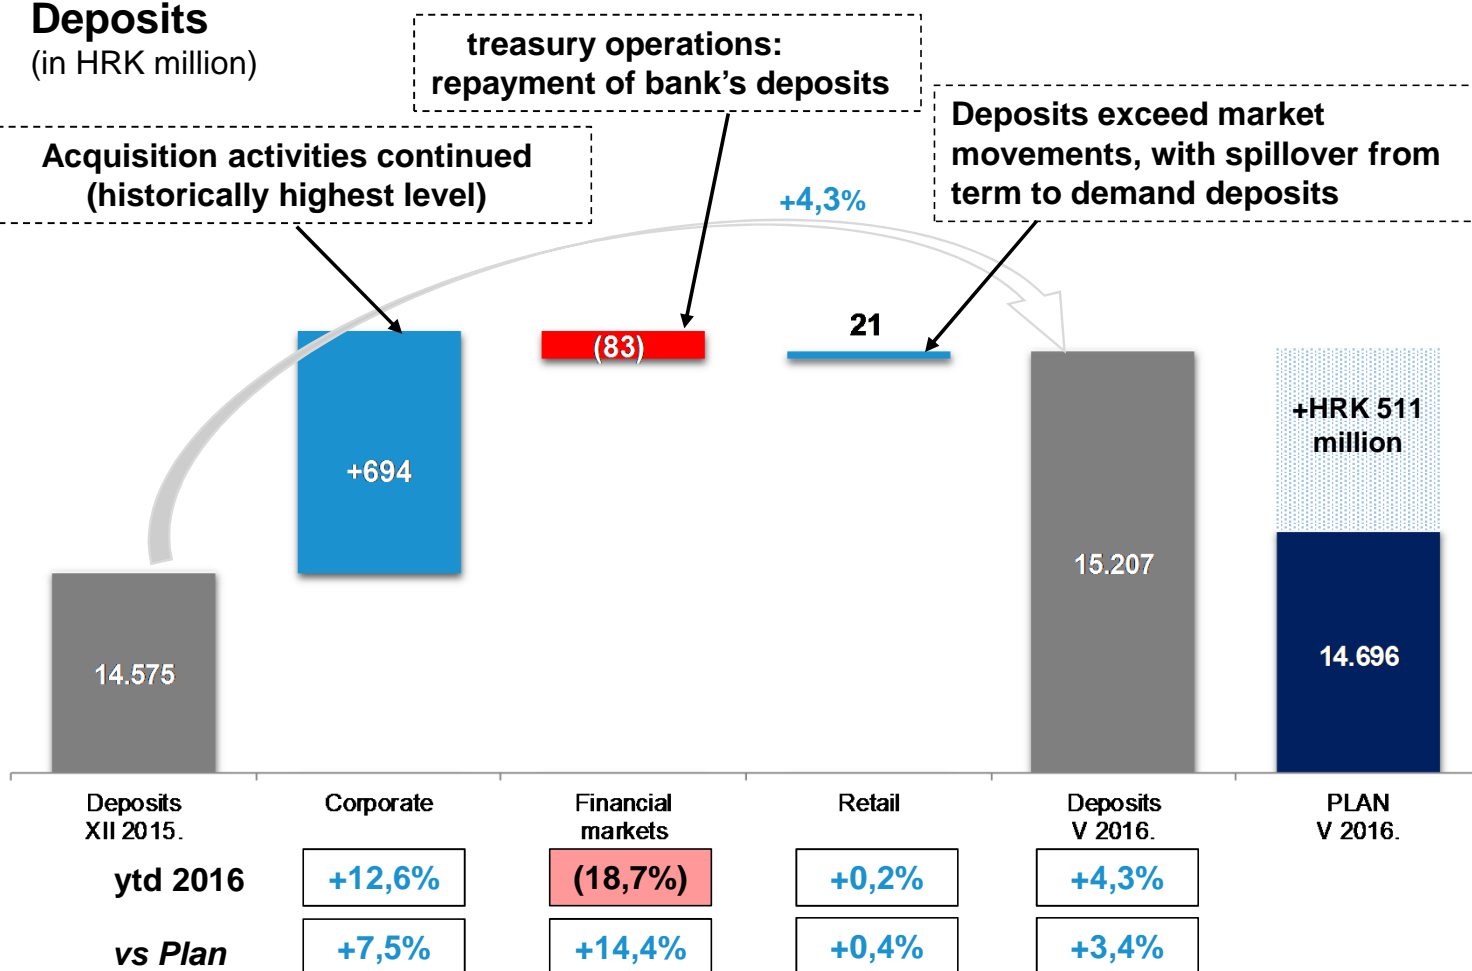 Deposits
(in HRK million)
treasury operations:
repayment of bank’s deposits
Deposits exceed market
movements, with spillover from
term to demand deposits
Acquisition activities continued
(historically highest level)
+4,3%
+694
(83)
21
+HRK 511
million
14.575
15.207
14.696
Deposits
XII 2015.
Corporate
Financial
markets
Retail
Deposits
V 2016.
PLAN
V 2016.
ytd 2016
+12,6%
(18,7%)
+0,2%
+4,3%
vs Plan
+7,5%
+14,4%
+0,4%
+3,4%